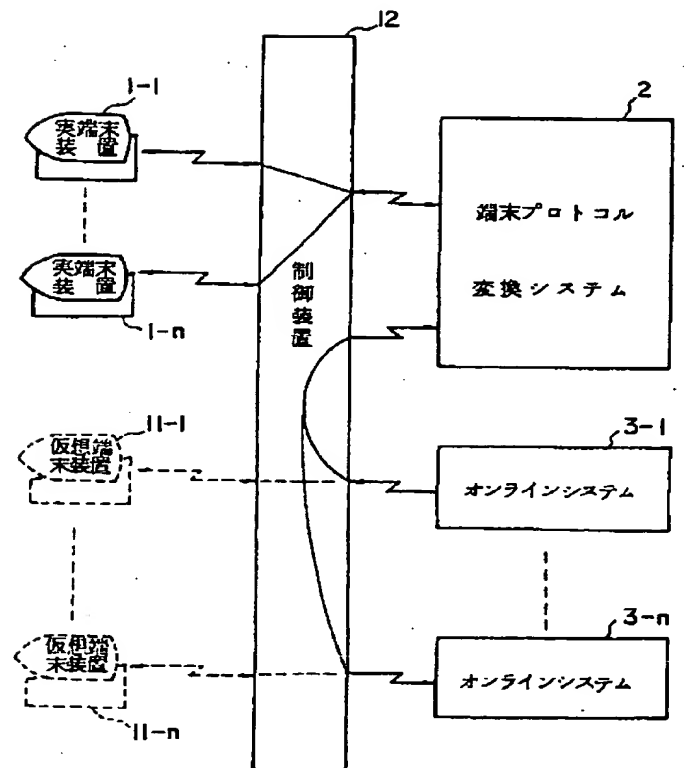 12
1-1
実端末
装置
2
端末プロトコル
変換システム
実端末
装置
1-n
制御装置
11-1
仮想端
末装置
3-1
オンラインシステム
3-n
仮想端
末装置
オンラインシステム
11-n